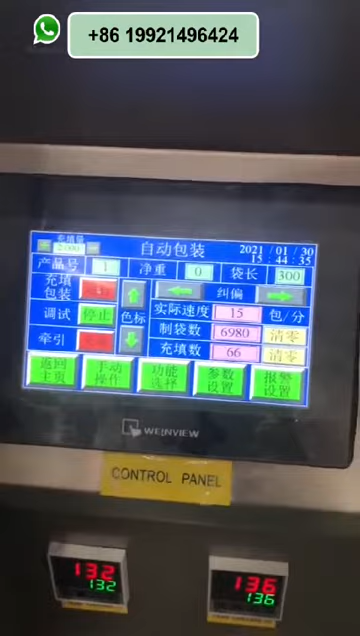 +86 19921496424
充填量
自动包装
2021 / 01 / 30
15 : 44 : 35
产品号 1 净重 0 袋长 300
充填包装
纠偏
调试 停止 色标
实际速度 15 包/分
制袋数 6980 清零
牵引
充填数 66 清零
返回主页 手动操作 功能选择 参数设置 报警设置
WEINVIEW
CONTROL PANEL
132 136
132 136